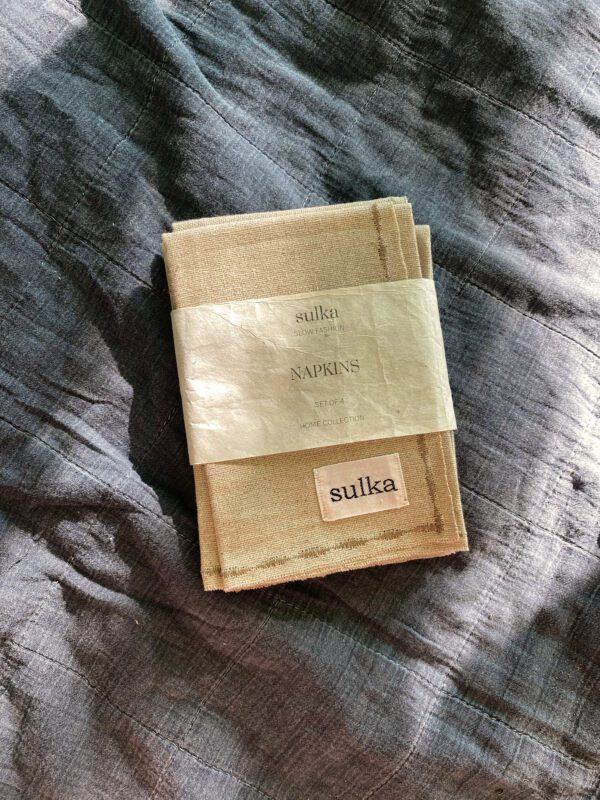 sulka
SLOW FASHION
NAPKINS
SET OF 4
HOME COLLECTION
sulka